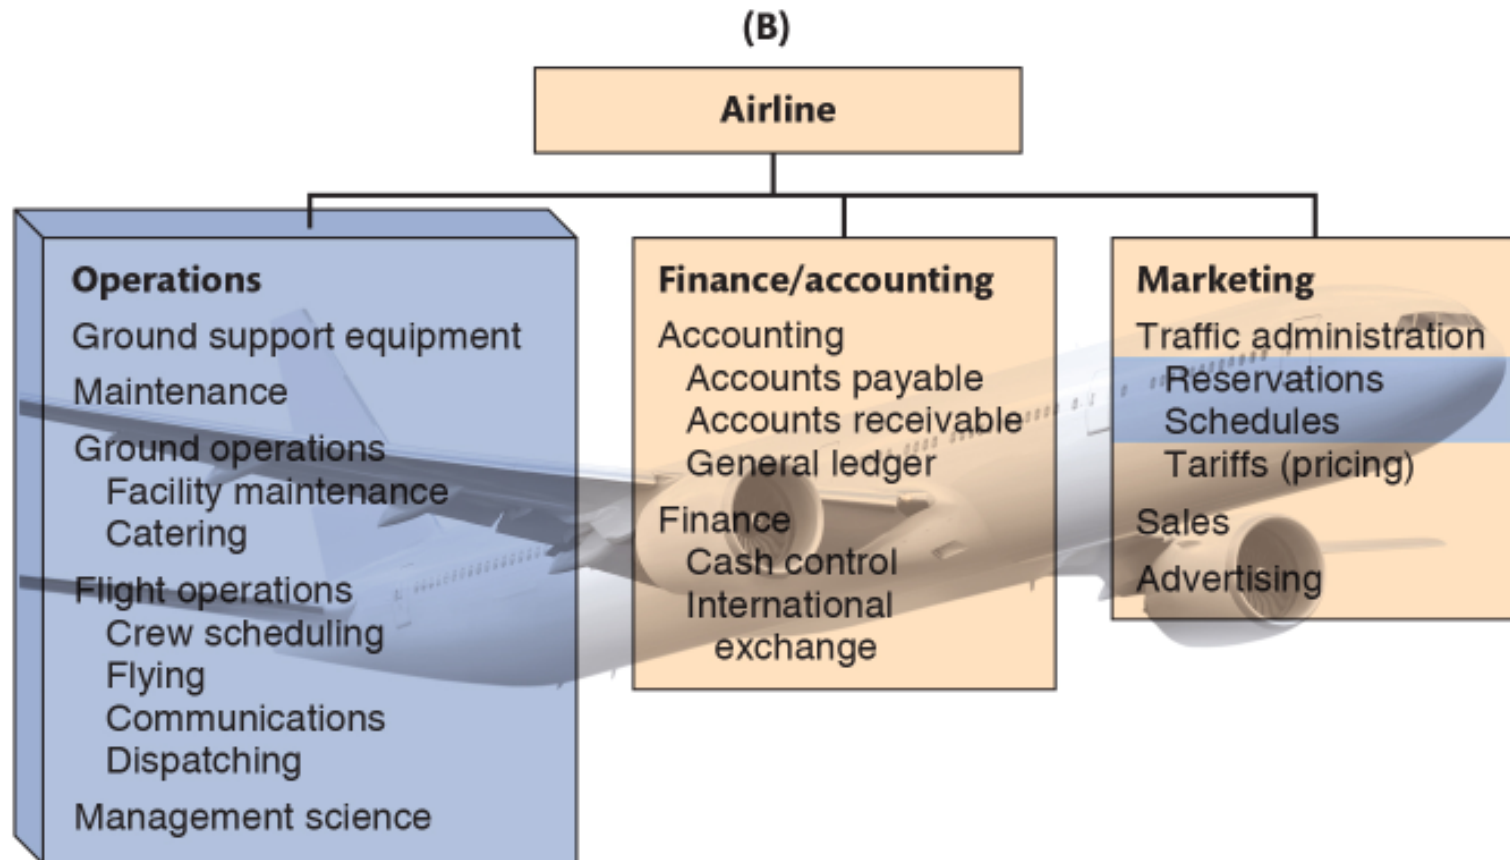 (B)
Airline
Operations
Ground support equipment
Maintenance
Ground operations
Facility maintenance
Catering
Flight operations
Crew scheduling
Flying
Communications
Dispatching
Management science
Finance/accounting
Accounting
Accounts payable
Accounts receivable
General ledger
Finance
Cash control
International
exchange
Marketing
Traffic administration
Reservations
Schedules
Tariffs (pricing)
Sales
Advertising